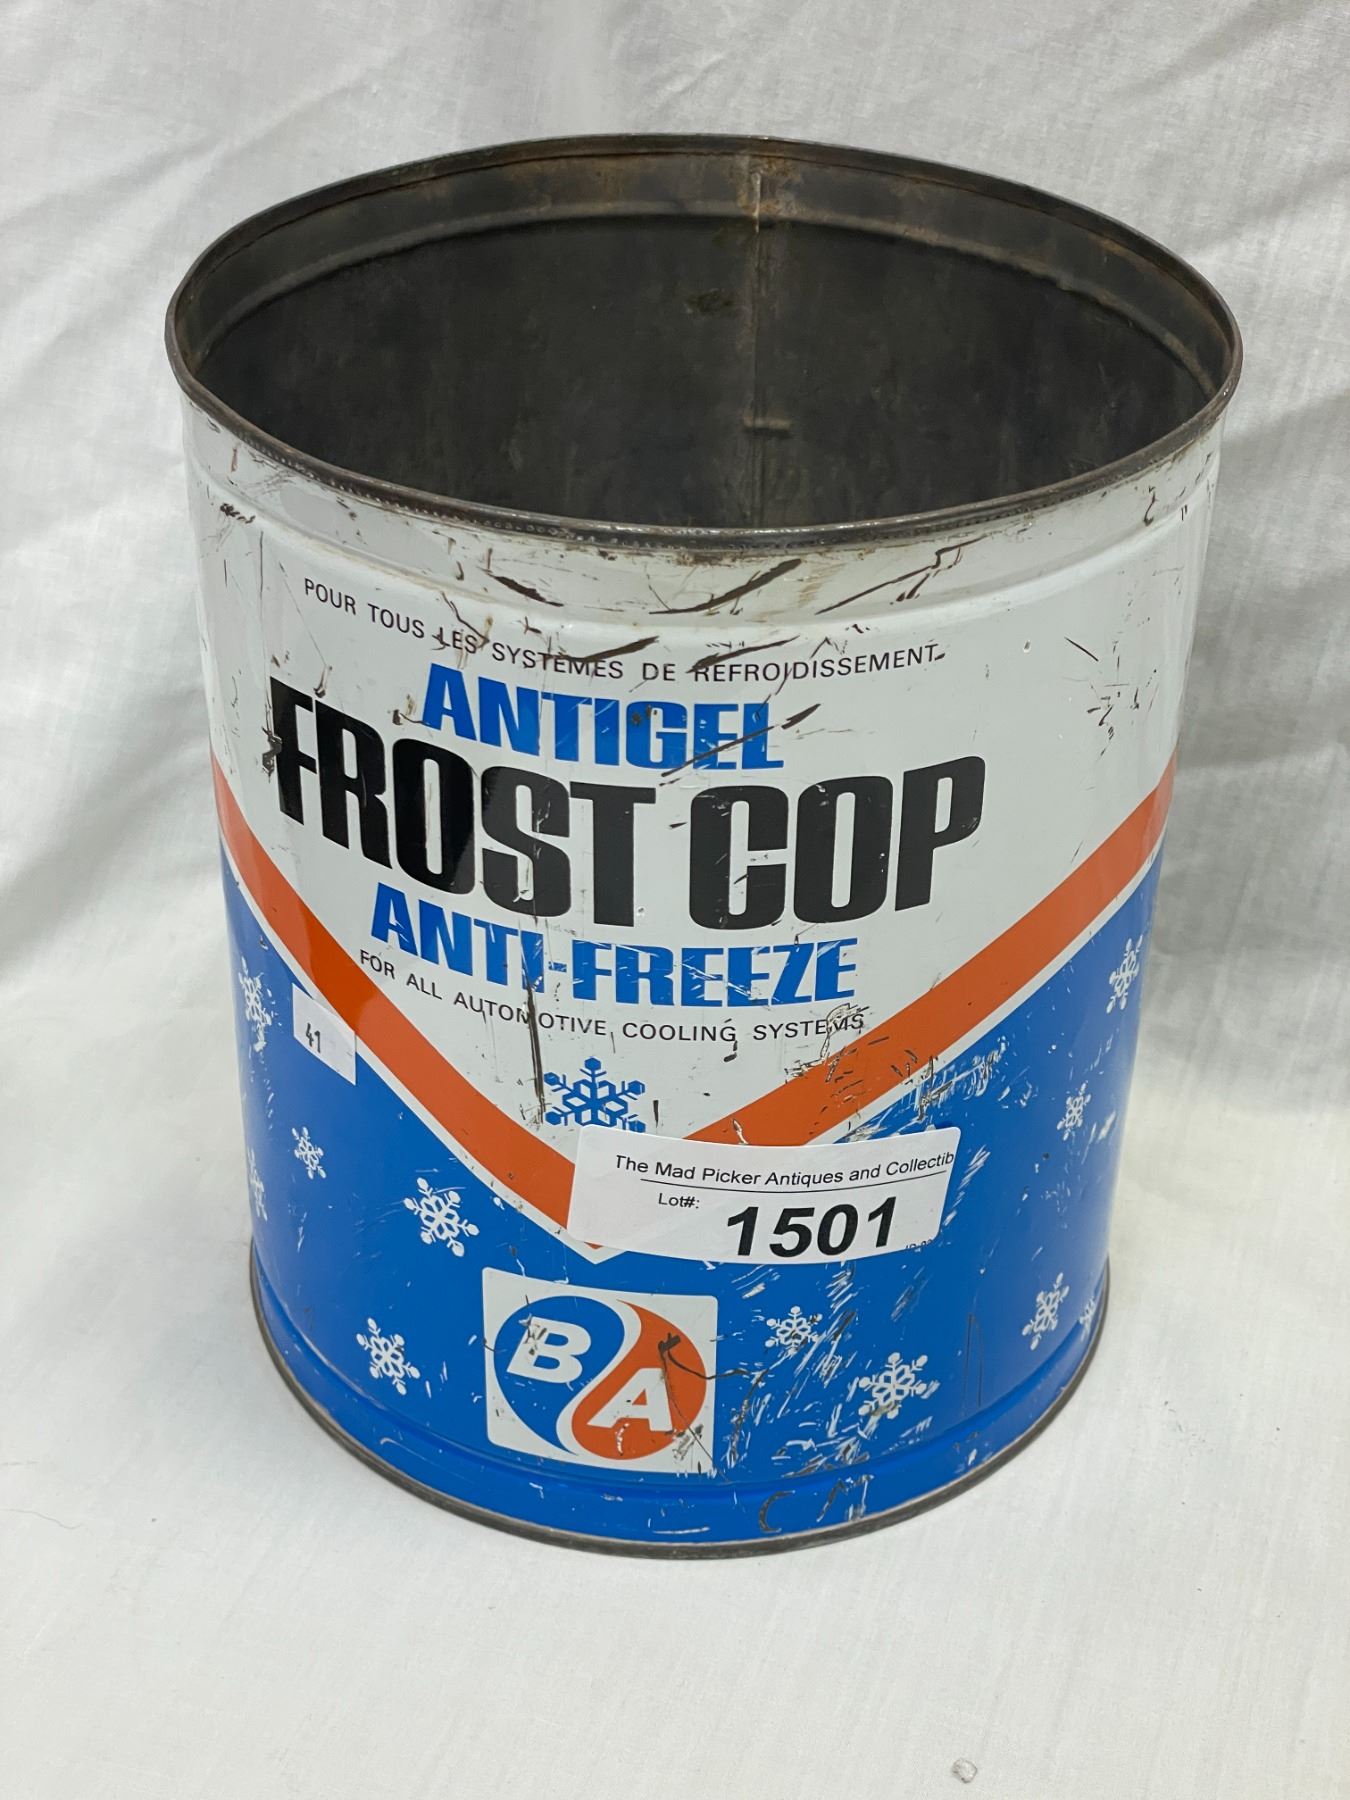 POUR TOUS LES SYSTEMES DE REFROIDISSEMENT
ANTIGEL
FROST COP
ANTI-FREEZE
FOR ALL AUTOMOTIVE COOLING SYSTEMS
41
The Mad Picker Antiques and Collectib
Lot#:
1501
B
A